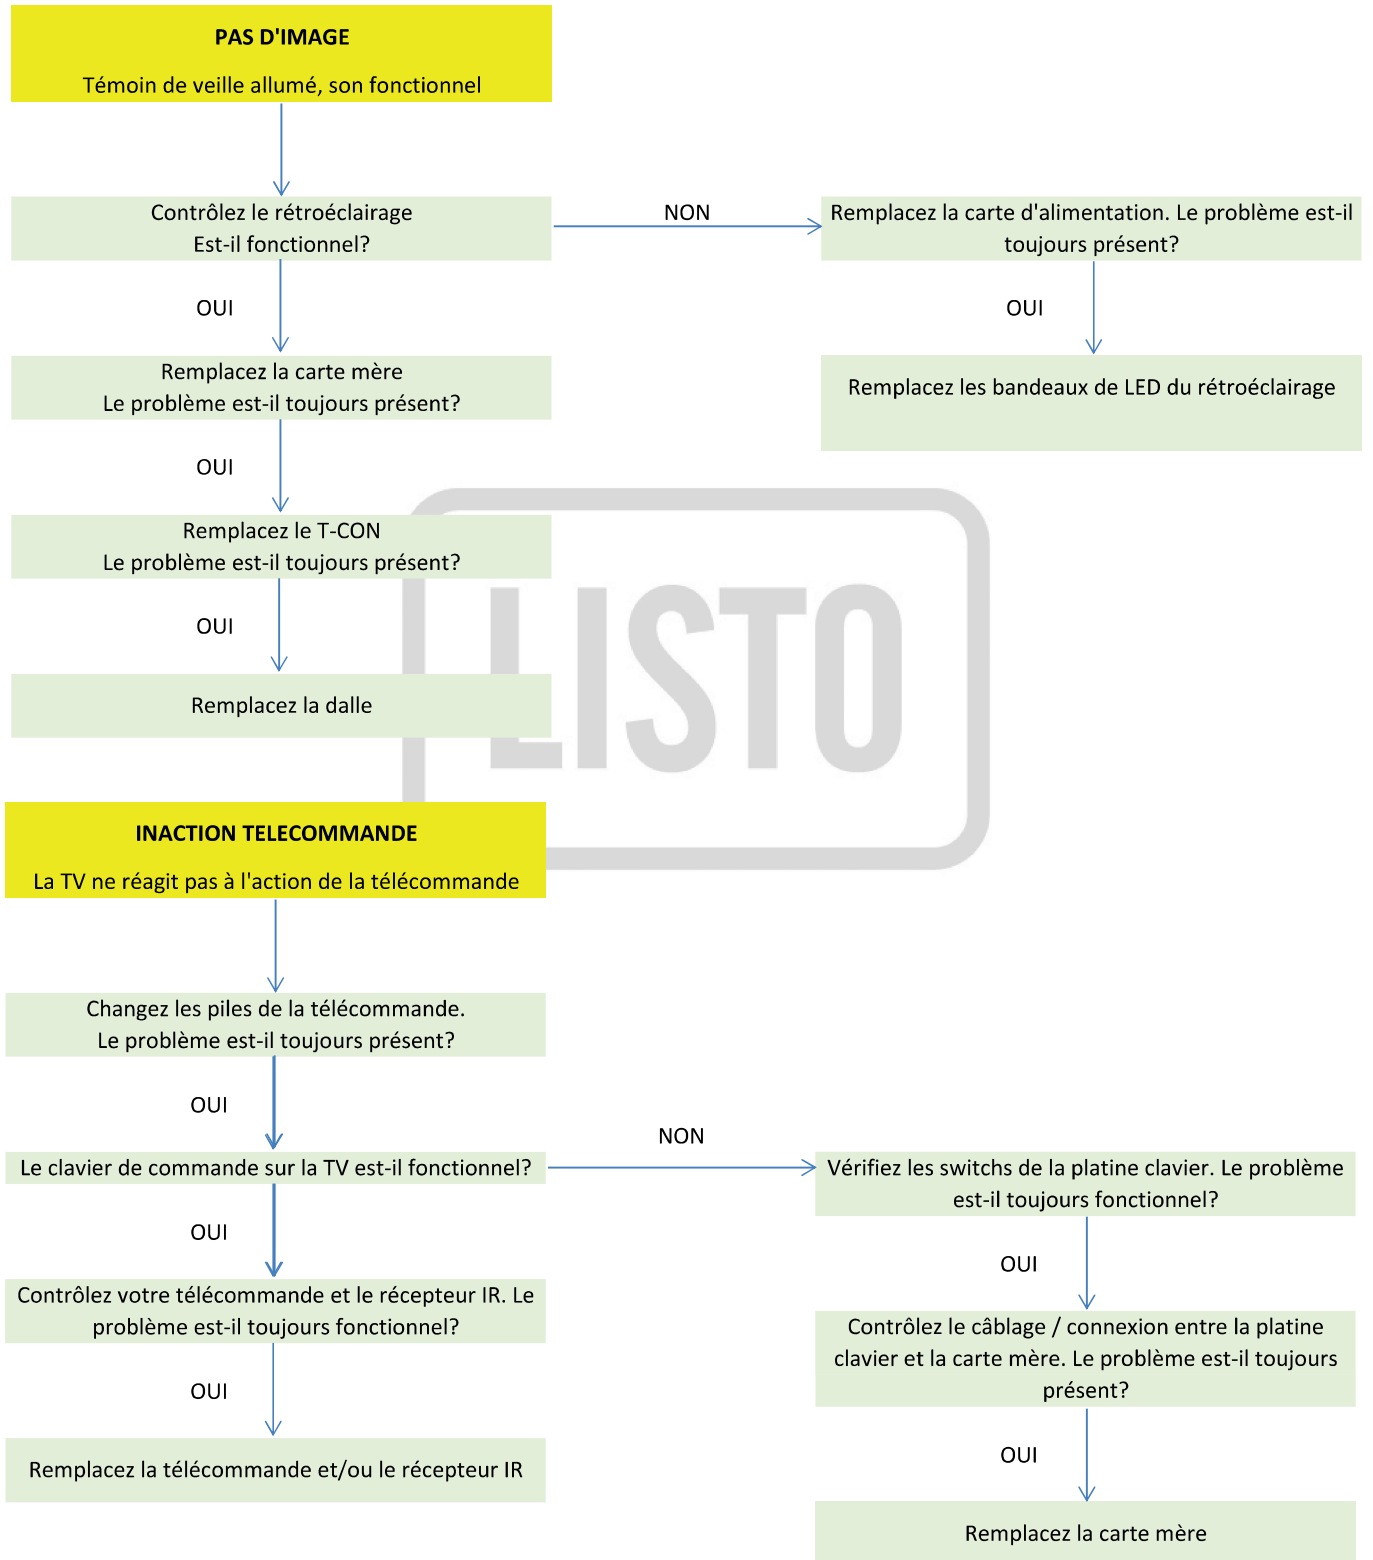 PAS D'IMAGE
Témoin de veille allumé, son fonctionnel
Contrôlez le rétroéclairage
Est-il fonctionnel?
NON
Remplacez la carte d'alimentation. Le problème est-il
toujours présent?
OUI
OUI
Remplacez la carte mère
Le problème est-il toujours présent?
Remplacez les bandeaux de LED du rétroéclairage
OUI
Remplacez le T-CON
Le problème est-il toujours présent?
OUI
Remplacez la dalle
LISTO
INACTION TELECOMMANDE
La TV ne réagit pas à l'action de la télécommande
Changez les piles de la télécommande.
Le problème est-il toujours présent?
OUI
Le clavier de commande sur la TV est-il fonctionnel?
NON
Vérifiez les switchs de la platine clavier. Le problème
est-il toujours fonctionnel?
OUI
OUI
Contrôlez votre télécommande et le récepteur IR. Le
problème est-il toujours fonctionnel?
Contrôlez le câblage / connexion entre la platine
clavier et la carte mère. Le problème est-il toujours
présent?
OUI
OUI
Remplacez la télécommande et/ou le récepteur IR
Remplacez la carte mère